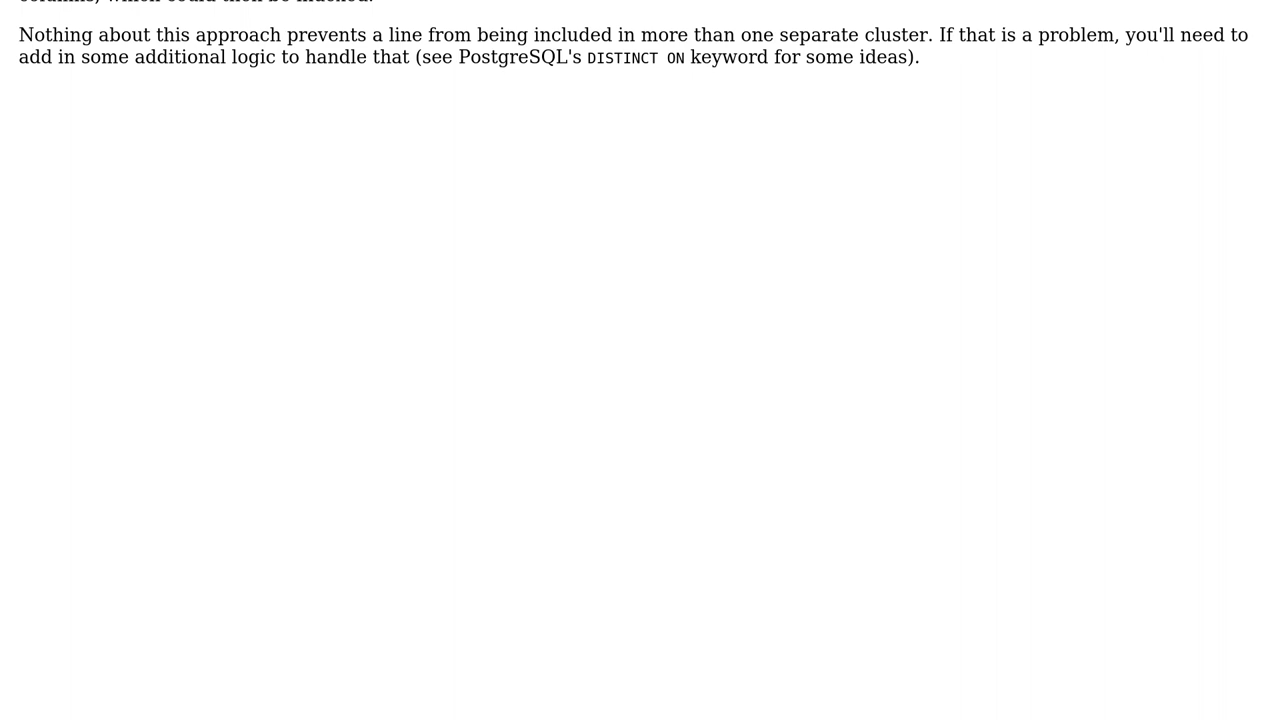 Nothing about this approach prevents a line from being included in more than one separate cluster. If that is a problem, you'll need to
add in some additional logic to handle that (see PostgreSQL's DISTINCT ON keyword for some ideas).